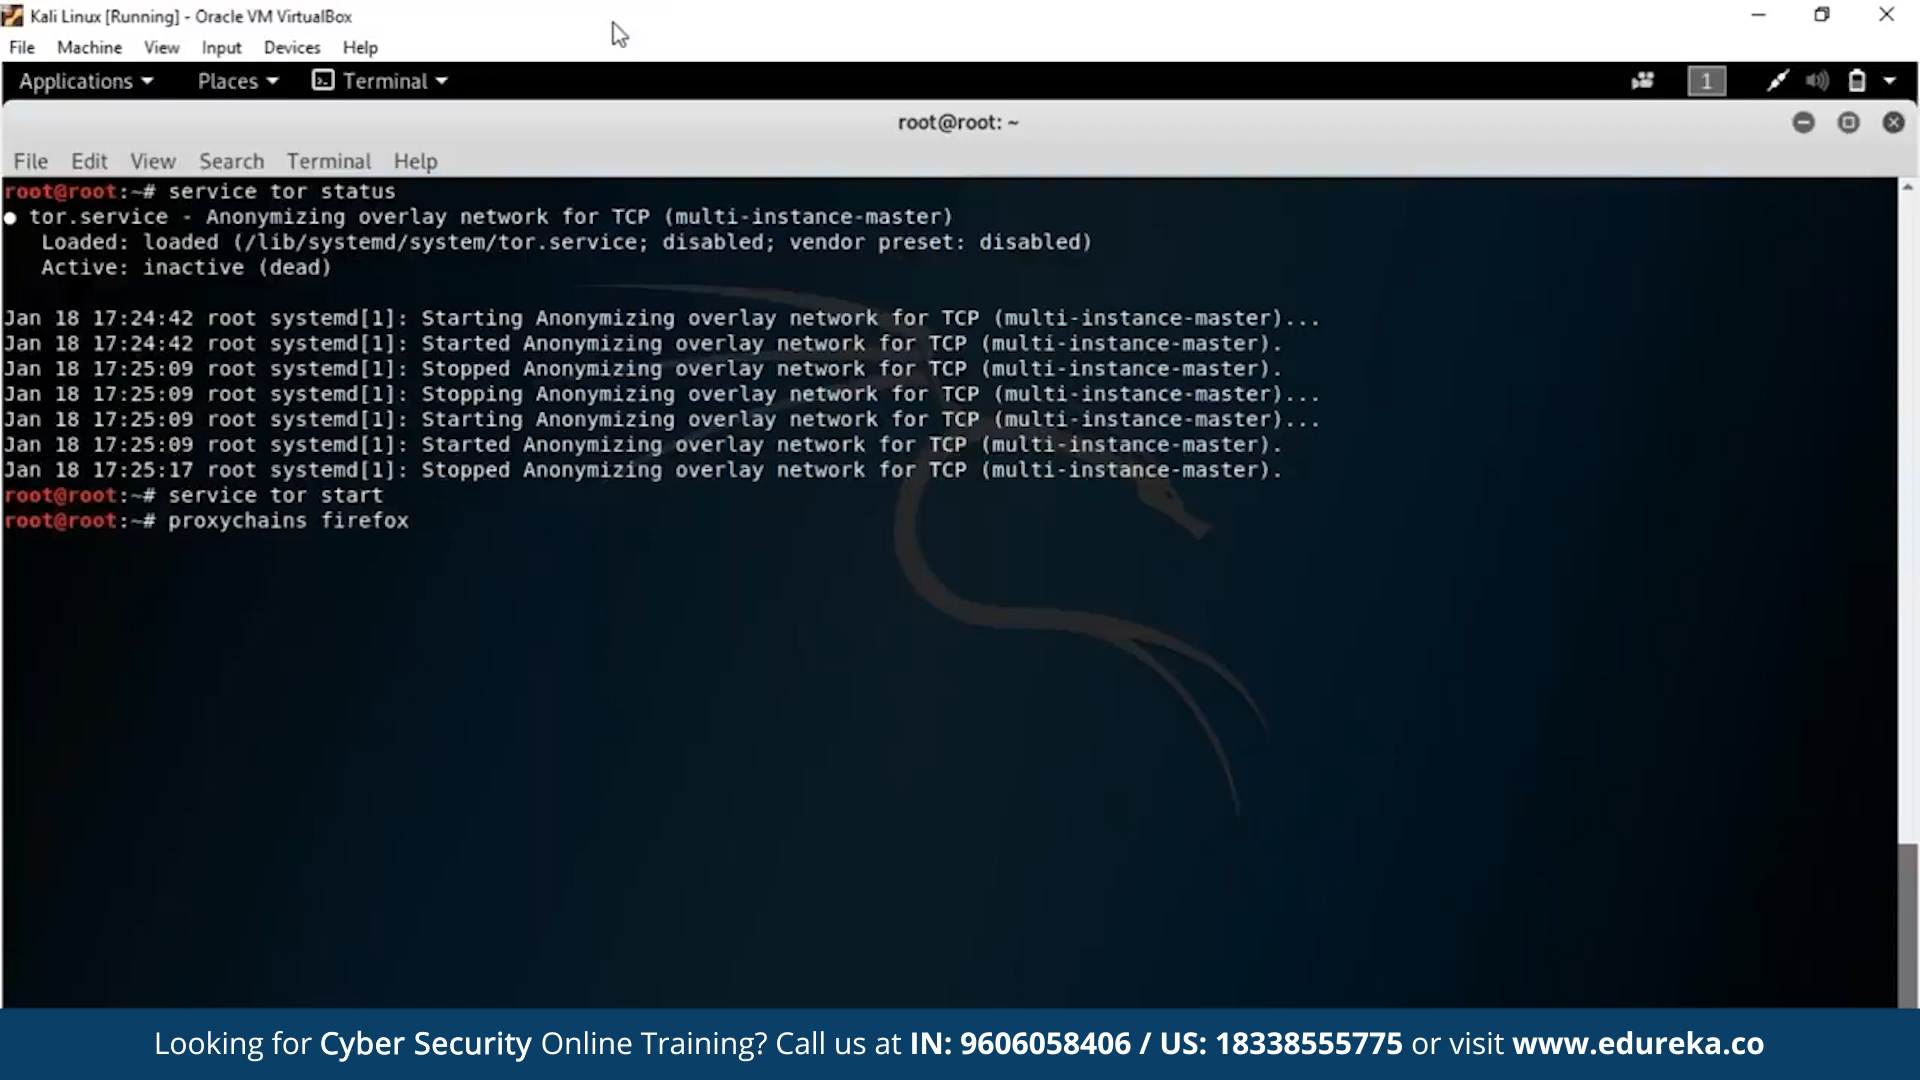 Kali Linux [Running] - Oracle VM VirtualBox
File Machine View Input Devices Help
Applications Places Terminal 1
root@root: ~
File Edit View Search Terminal Help
root@root:~# service tor status
● tor.service - Anonymizing overlay network for TCP (multi-instance-master)
Loaded: loaded (/lib/systemd/system/tor.service; disabled; vendor preset: disabled)
Active: inactive (dead)
Jan 18 17:24:42 root systemd[1]: Starting Anonymizing overlay network for TCP (multi-instance-master)...
Jan 18 17:24:42 root systemd[1]: Started Anonymizing overlay network for TCP (multi-instance-master).
Jan 18 17:25:09 root systemd[1]: Stopped Anonymizing overlay network for TCP (multi-instance-master).
Jan 18 17:25:09 root systemd[1]: Stopping Anonymizing overlay network for TCP (multi-instance-master)...
Jan 18 17:25:09 root systemd[1]: Starting Anonymizing overlay network for TCP (multi-instance-master)...
Jan 18 17:25:09 root systemd[1]: Started Anonymizing overlay network for TCP (multi-instance-master).
Jan 18 17:25:17 root systemd[1]: Stopped Anonymizing overlay network for TCP (multi-instance-master).
root@root:~# service tor start
root@root:~# proxychains firefox
Looking for Cyber Security Online Training? Call us at IN: 9606058406 / US: 18338555775 or visit www.edureka.co